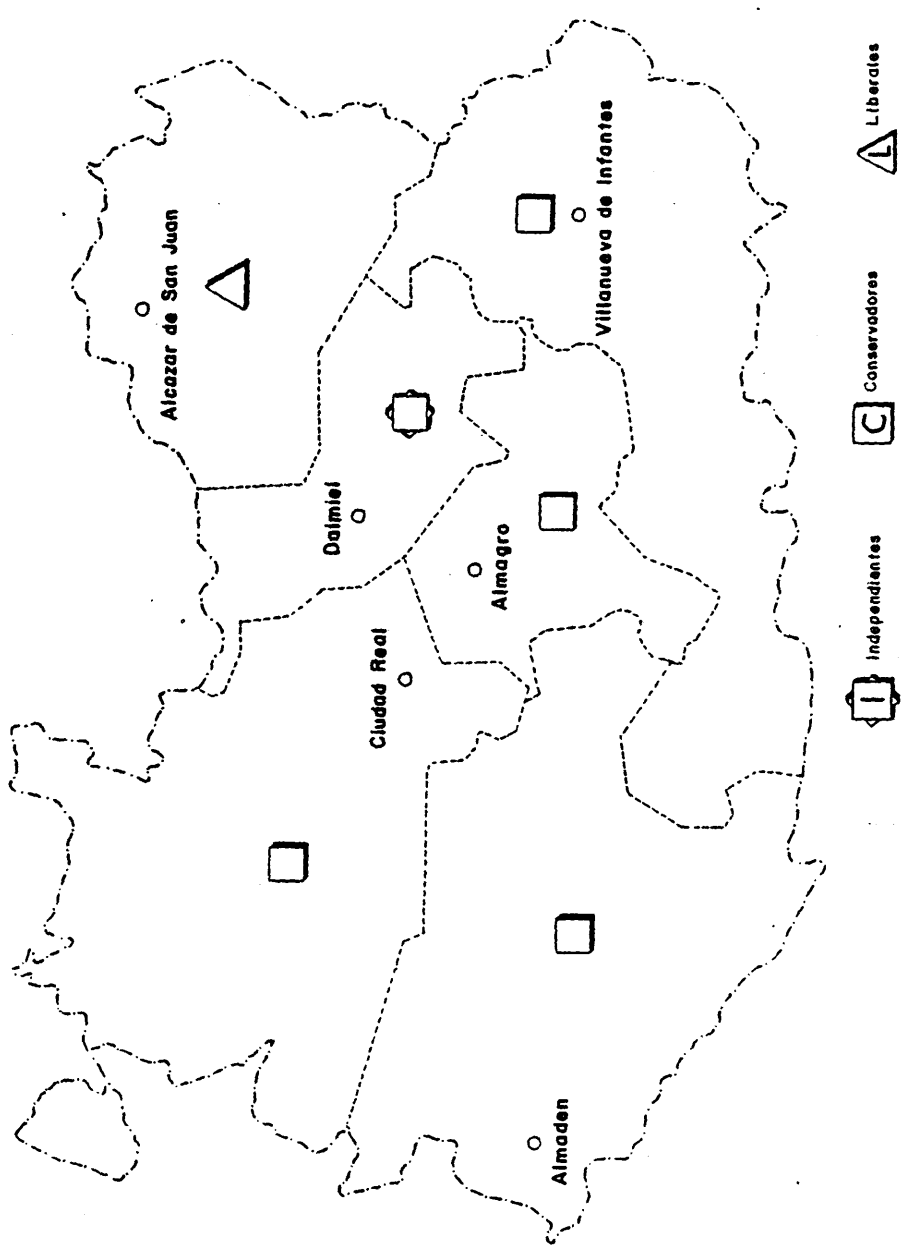 Alcazar de San Juan
Daimiel
Ciudad Real
Almagro
Villanueva de Infantes
Almaden
I Independientes
C Conservadores
L Liberales